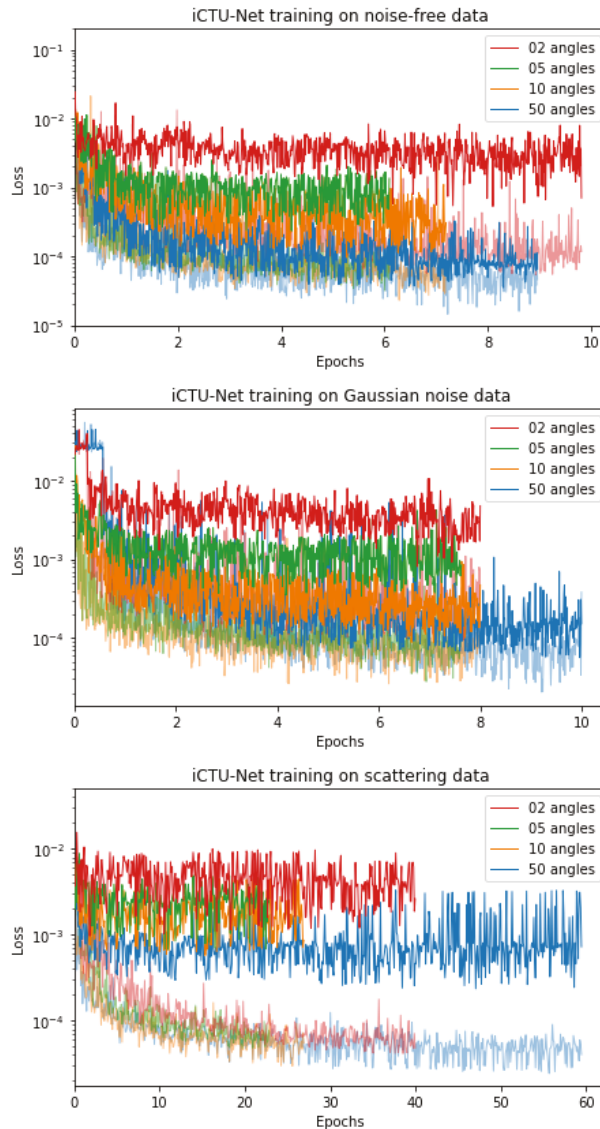 iCTU-Net training on noise-free data
10⁻¹
02 angles
05 angles
10 angles
50 angles
10⁻²
Loss
10⁻³
10⁻⁴
10⁻⁵
0 2 4 6 8 10
Epochs
iCTU-Net training on Gaussian noise data
02 angles
05 angles
10 angles
50 angles
10⁻²
Loss
10⁻³
10⁻⁴
0 2 4 6 8 10
Epochs
iCTU-Net training on scattering data
02 angles
05 angles
10 angles
50 angles
10⁻²
Loss
10⁻³
10⁻⁴
0 10 20 30 40 50 60
Epochs